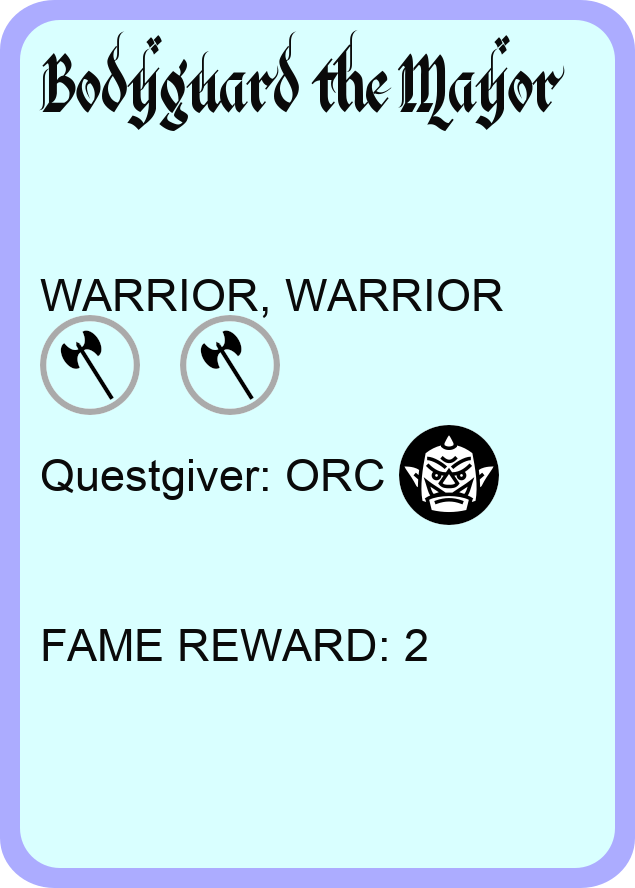 Bodyguard the Mayor
WARRIOR, WARRIOR
Questgiver: ORC
FAME REWARD: 2